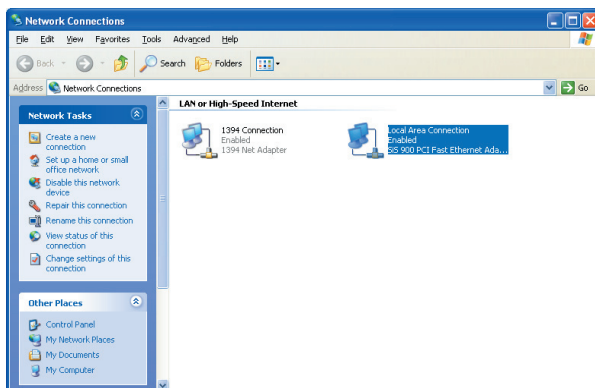 Network Connections
File Edit View Favorites Tools Advanced Help
Back Search Folders
Address Network Connections Go
LAN or High-Speed Internet
Network Tasks
Create a new
connection
Set up a home or small
office network
Disable this network
device
Repair this connection
Rename this connection
View status of this
connection
Change settings of this
connection
Other Places
Control Panel
My Network Places
My Documents
My Computer
1394 Connection
Enabled
1394 Net Adapter
Local Area Connection
Enabled
SiS 900 PCI Fast Ethernet Ada...